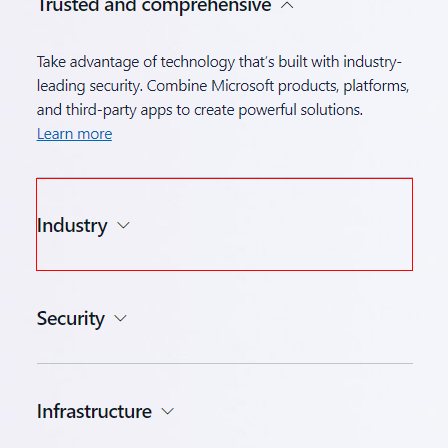 Trusted and comprehensive
Take advantage of technology that's built with industry-
leading security. Combine Microsoft products, platforms,
and third-party apps to create powerful solutions.
Learn more
Industry
Security
Infrastructure